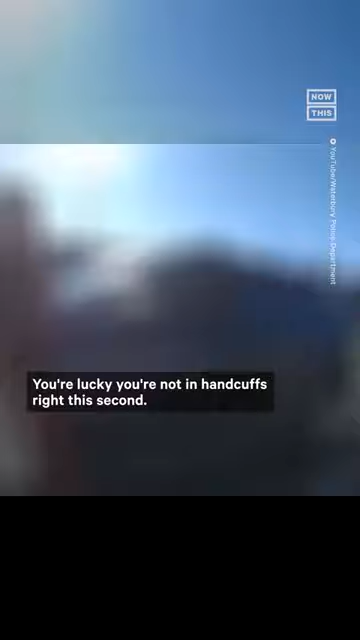 NOW
THIS
YouTube/Waterbury Police Department
You're lucky you're not in handcuffs
right this second.